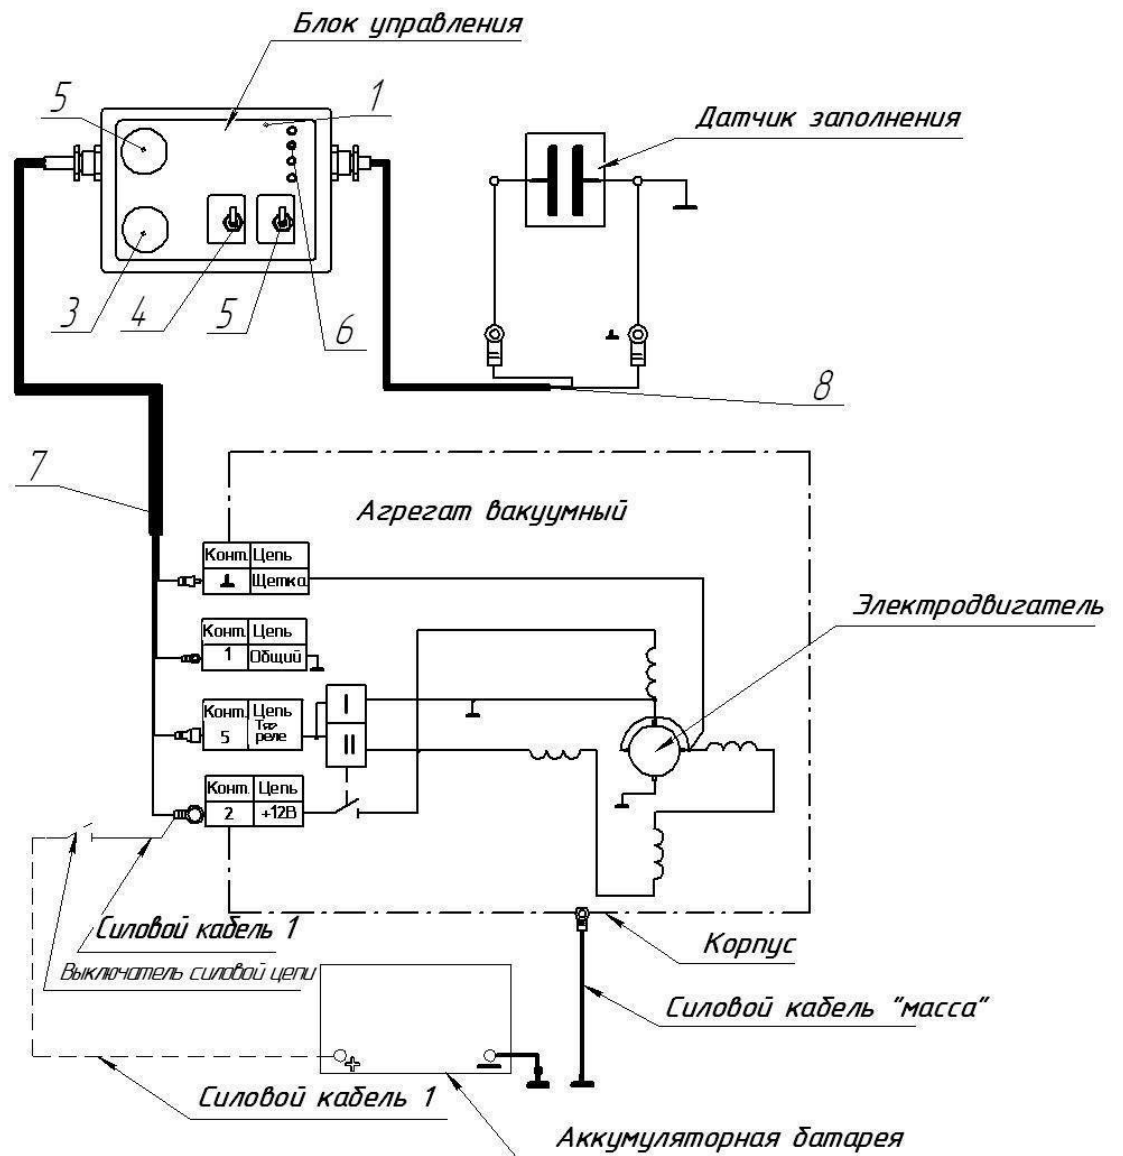 Блок управления
5
1
Датчик заполнения
3
4
5
6
8
7
Агрегат вакуумный
Конт. Цепь
⊥ Щетка
Электродвигатель
Конт. Цепь
1 Общий
Конт. Цепь
5 Тяг. реле
I
II
Конт. Цепь
2 +12В
Силовой кабель 1
Корпус
Выключатель силовой цепи
Силовой кабель "масса"
+
Силовой кабель 1
Аккумуляторная батарея